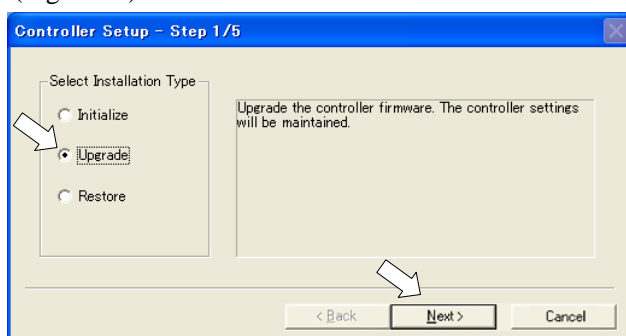 Controller Setup - Step 1/5
Select Installation Type
Initialize
Upgrade
Restore
Upgrade the controller firmware. The controller settings
will be maintained.
< Back
Next >
Cancel